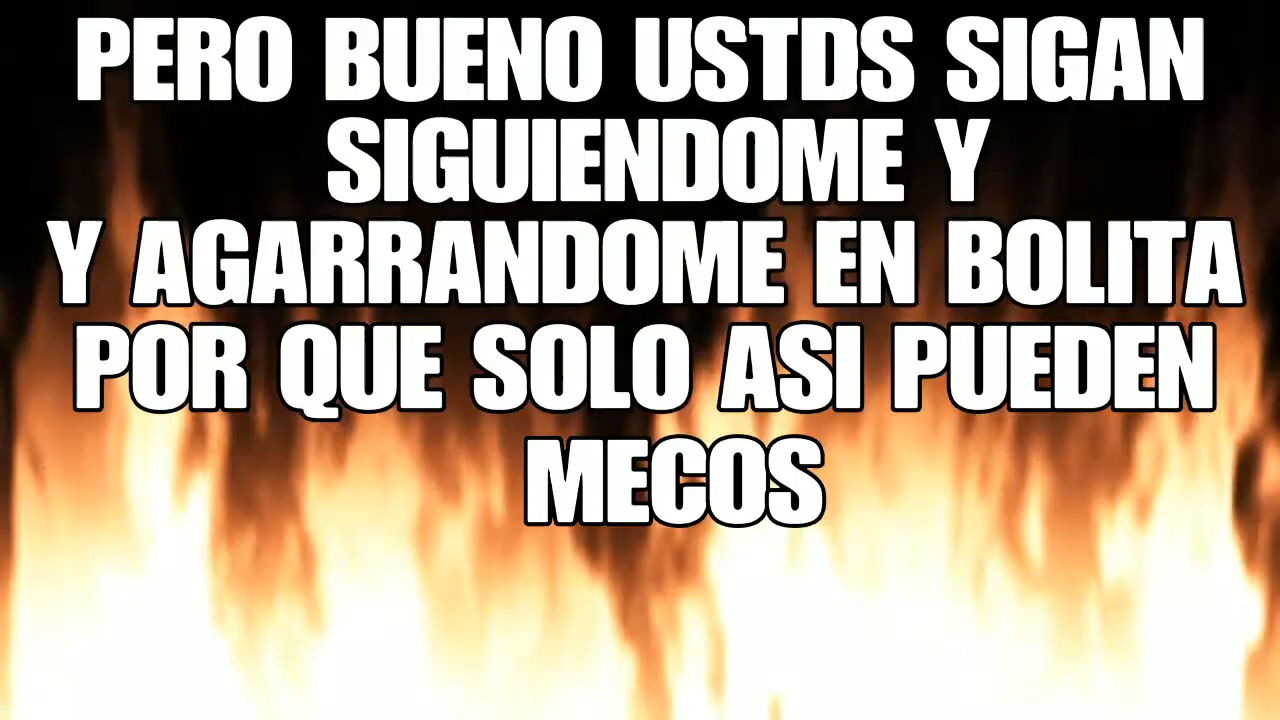 PERO BUENO USTDS SIGAN
SIGUIENDOME Y
Y AGARRANDOME EN BOLITA
POR QUE SOLO ASI PUEDEN
MECOS